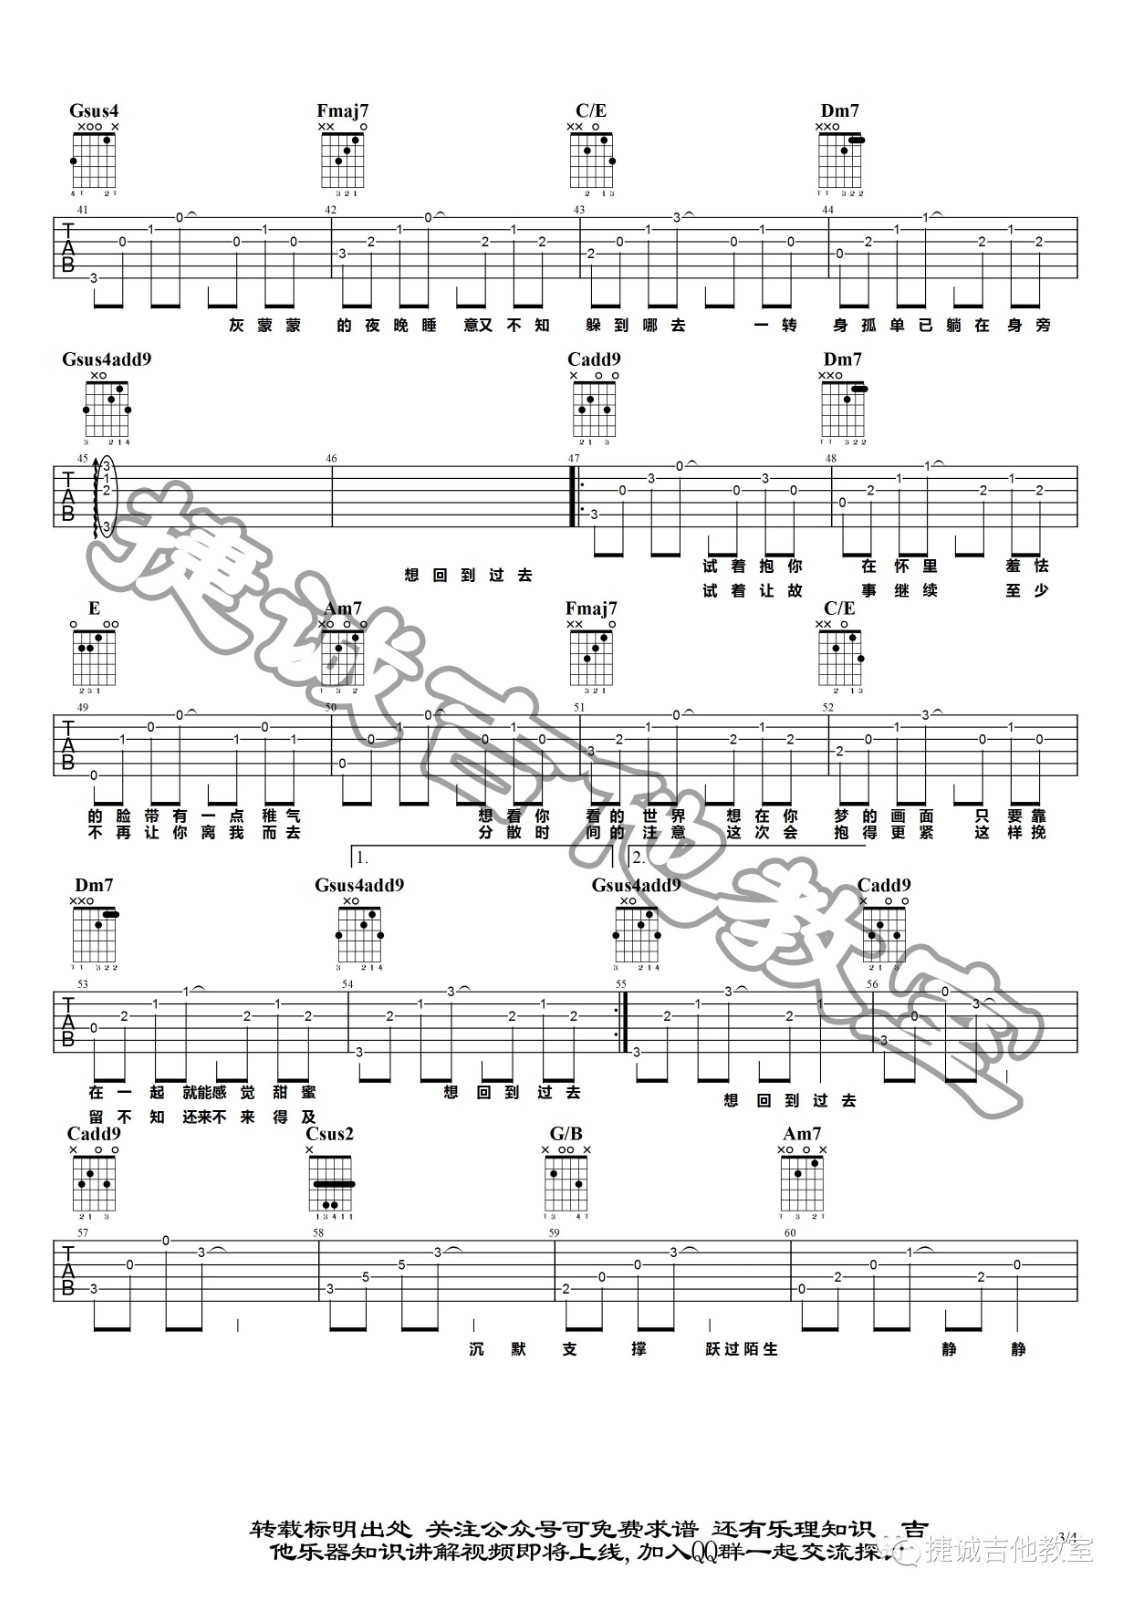 Gsus4 Fmaj7 C/E Dm7
41 42 43 44
灰蒙蒙 的夜晚睡 意又不知 躲到哪去 一转 身孤单已躺在身旁
Gsus4add9 Cadd9 Dm7
45 46 47 48
想回到过去 试着抱你 在怀里 羞怯
试着让故 事继续 至少
E Am7 Fmaj7 C/E
49 50 51 52
的脸带有一点稚气 想看你 看的世界 想在你 梦的画面 只要靠
不再让你离我而去 分散时 间的注意 这次会 抱得更紧 这样挽
1. 2.
Dm7 Gsus4add9 Gsus4add9 Cadd9
53 54 55 56
在一起 就能感觉甜蜜 想回到过去 想回到过去
留不知 还来不来得及
Cadd9 Csus2 G/B Am7
57 58 59 60
沉默支撑 跃过陌生 静静
捷诚吉他教室
转载标明出处 关注公众号可免费求谱 还有乐理知识 吉
他乐器知识讲解视频即将上线,加入QQ群一起交流探
3/4
捷诚吉他教室